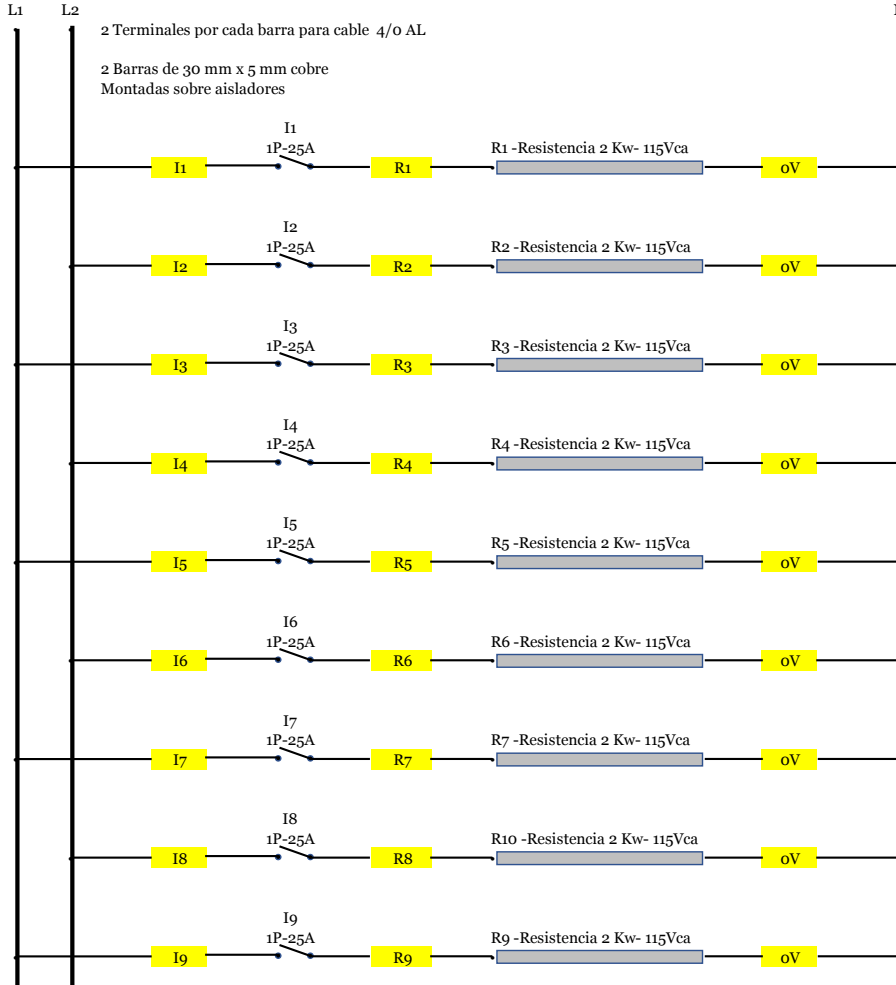 L1 L2
2 Terminales por cada barra para cable 4/0 AL
2 Barras de 30 mm x 5 mm cobre
Montadas sobre aisladores
I1
1P-25A
R1 -Resistencia 2 Kw- 115Vca
I1 R1 0V
I2
1P-25A
R2 -Resistencia 2 Kw- 115Vca
I2 R2 0V
I3
1P-25A
R3 -Resistencia 2 Kw- 115Vca
I3 R3 0V
I4
1P-25A
R4 -Resistencia 2 Kw- 115Vca
I4 R4 0V
I5
1P-25A
R5 -Resistencia 2 Kw- 115Vca
I5 R5 0V
I6
1P-25A
R6 -Resistencia 2 Kw- 115Vca
I6 R6 0V
I7
1P-25A
R7 -Resistencia 2 Kw- 115Vca
I7 R7 0V
I8
1P-25A
R10 -Resistencia 2 Kw- 115Vca
I8 R8 0V
I9
1P-25A
R9 -Resistencia 2 Kw- 115Vca
I9 R9 0V